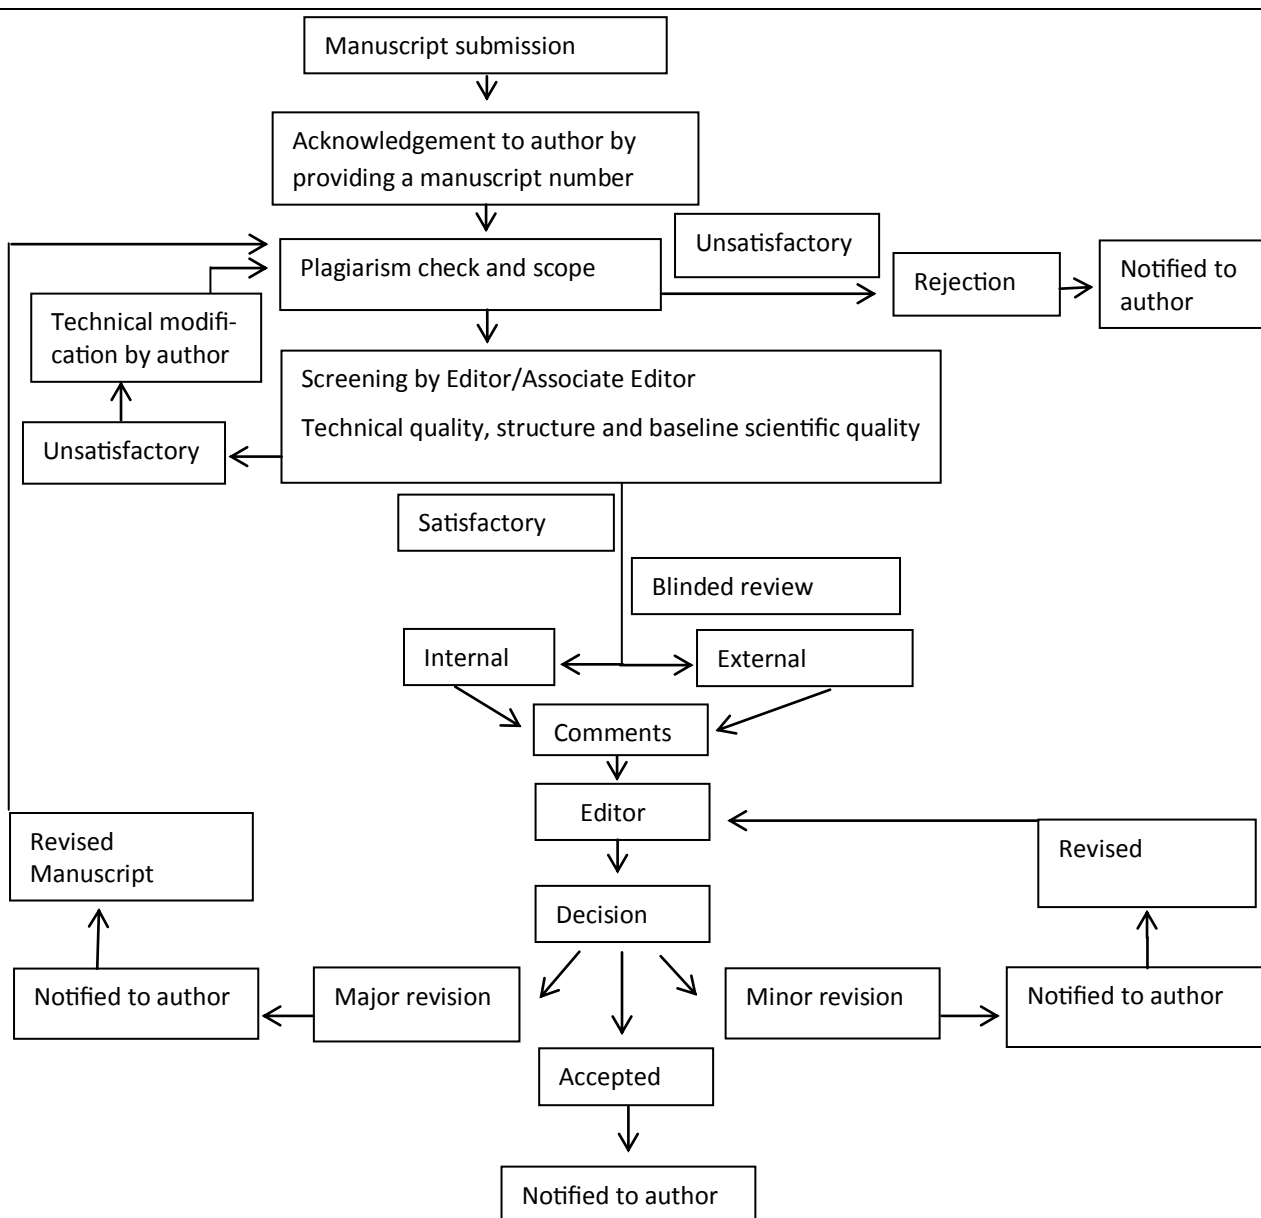 Manuscript submission
Acknowledgement to author by
providing a manuscript number
Unsatisfactory
Plagiarism check and scope
Rejection
Notified to
author
Technical modifi-
cation by author
Screening by Editor/Associate Editor
Technical quality, structure and baseline scientific quality
Unsatisfactory
Satisfactory
Blinded review
Internal
External
Comments
Editor
Revised
Manuscript
Revised
Decision
Notified to author
Major revision
Minor revision
Notified to author
Accepted
Notified to author